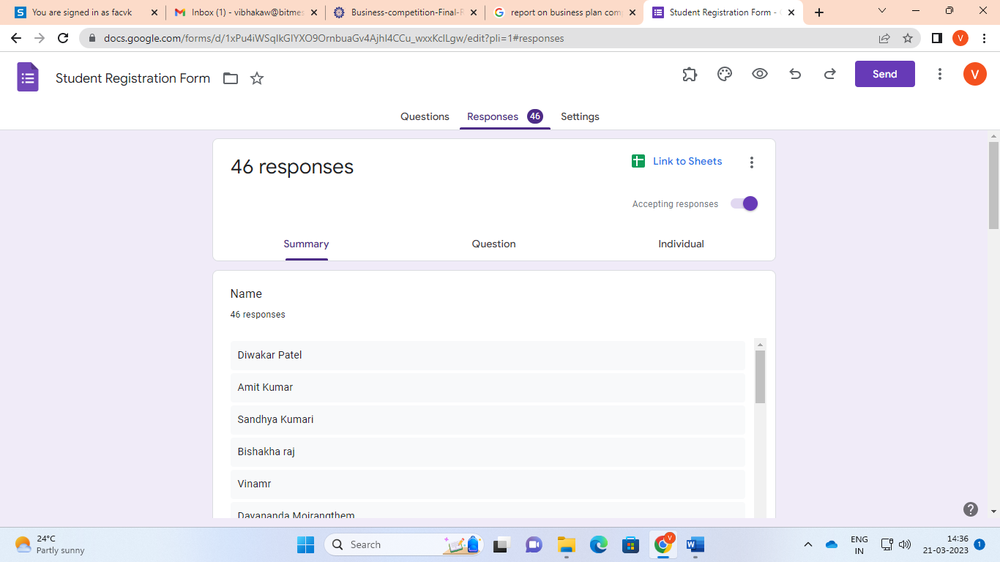 You are signed in as facvk
Inbox (1) - vibhakaw@bitmes
Business-competition-Final-R
report on business plan com
Student Registration Form -
docs.google.com/forms/d/1xPu4iWSqIkGIYXO9OrnbuaGv4AjhI4CCu_wxxKcILgw/edit?pli=1#responses
V
Student Registration Form
Send
V
Questions
Responses 46
Settings
46 responses
Link to Sheets
Accepting responses
Summary
Question
Individual
Name
46 responses
Diwakar Patel
Amit Kumar
Sandhya Kumari
Bishakha raj
Vinamr
Dayananda Moirangthem
24°C
Partly sunny
Search
V
ENG
IN
14:36
21-03-2023
1